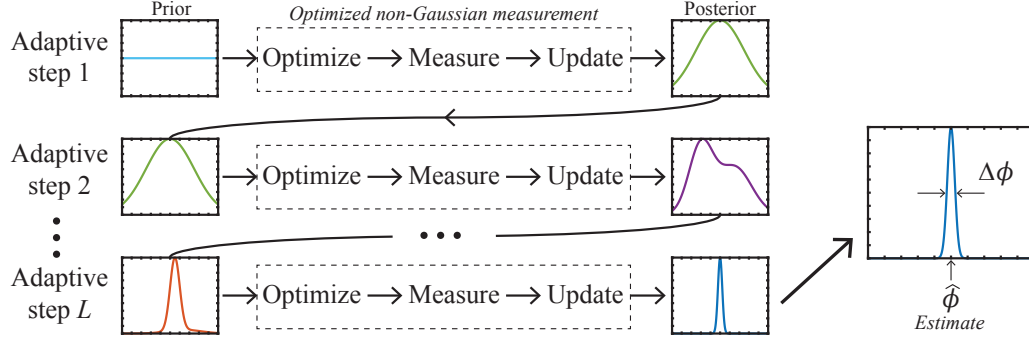 Prior
Optimized non-Gaussian measurement
Posterior
Adaptive
step 1
Optimize
Measure
Update
Adaptive
step 2
Optimize
Measure
Update
Δϕ
Adaptive
step L
Optimize
Measure
Update
ϕ̂
Estimate